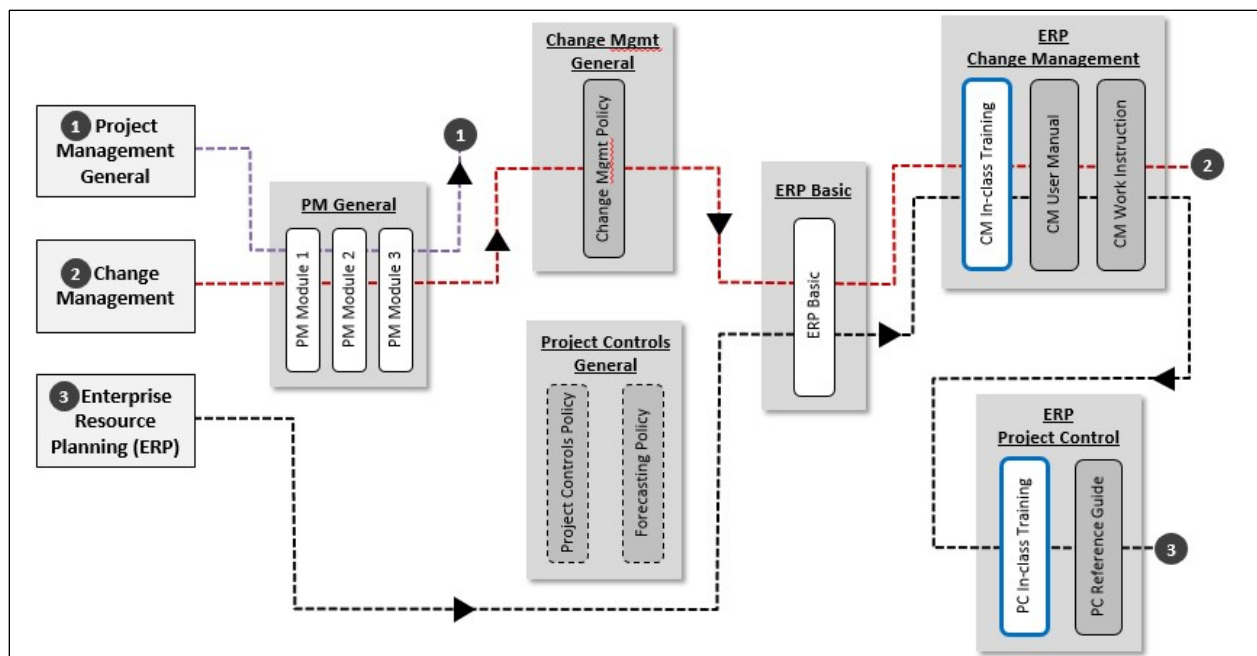 1 Project
Management
General
2 Change
Management
3 Enterprise
Resource
Planning (ERP)
PM General
PM Module 1
PM Module 2
PM Module 3
1
Change Mgmt
General
Change Mgmt Policy
Project Controls
General
Project Controls Policy
Forecasting Policy
ERP Basic
ERP Basic
ERP
Change Management
CM In-class Training
CM User Manual
CM Work Instruction
2
ERP
Project Control
PC In-class Training
PC Reference Guide
3